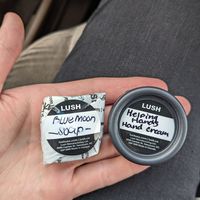 LUSH
BLUE MOON
SOAP
LUSH
Helping
Hands
Hand Cream